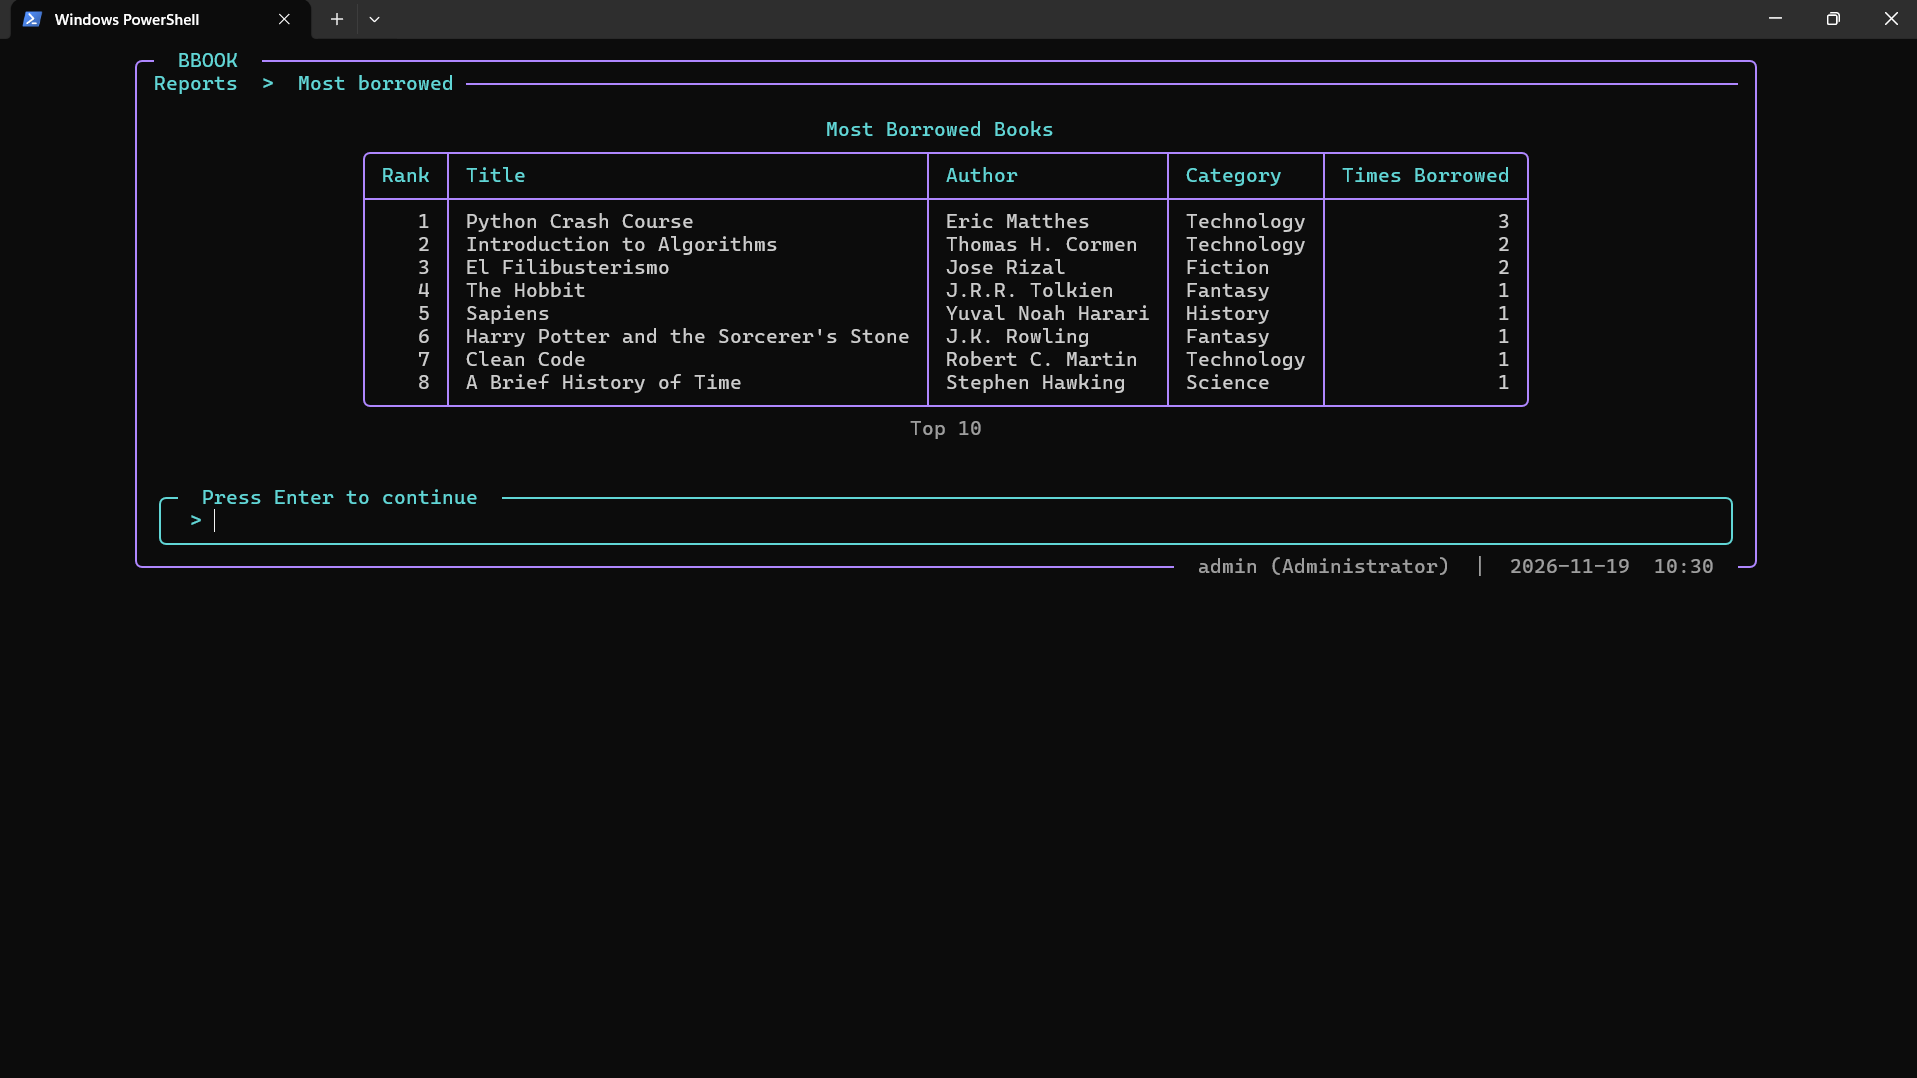 Windows PowerShell
BBOOK
Reports > Most borrowed
Most Borrowed Books
Rank Title Author Category Times Borrowed
1 Python Crash Course Eric Matthes Technology 3
2 Introduction to Algorithms Thomas H. Cormen Technology 2
3 El Filibusterismo Jose Rizal Fiction 2
4 The Hobbit J.R.R. Tolkien Fantasy 1
5 Sapiens Yuval Noah Harari History 1
6 Harry Potter and the Sorcerer's Stone J.K. Rowling Fantasy 1
7 Clean Code Robert C. Martin Technology 1
8 A Brief History of Time Stephen Hawking Science 1
Top 10
Press Enter to continue
>
admin (Administrator) | 2026-11-19 10:30